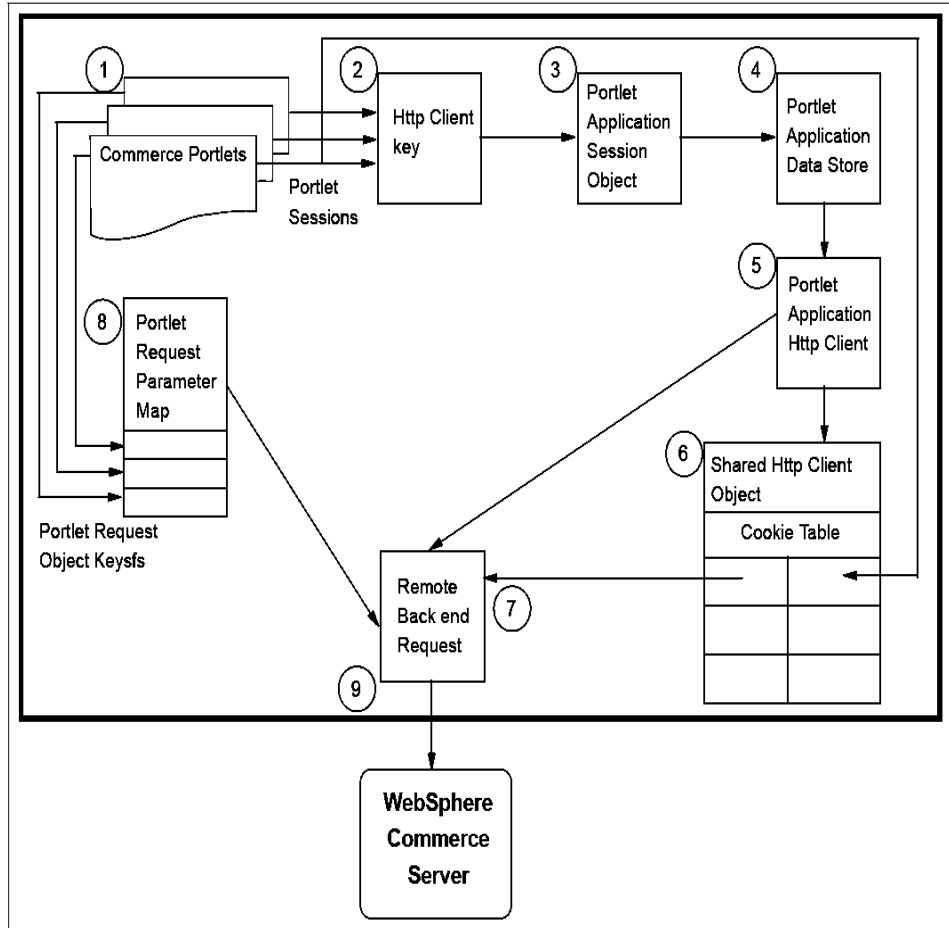 1
2
3
4
Commerce Portlets
Http Client
key
Portlet
Application
Session
Object
Portlet
Application
Data Store
Portlet
Sessions
5
Portlet
Application
Http Client
8
Portlet
Request
Parameter
Map
6
Shared Http Client
Object
Cookie Table
Portlet Request
Object Keysfs
Remote
Back end
Request
7
9
WebSphere
Commerce
Server